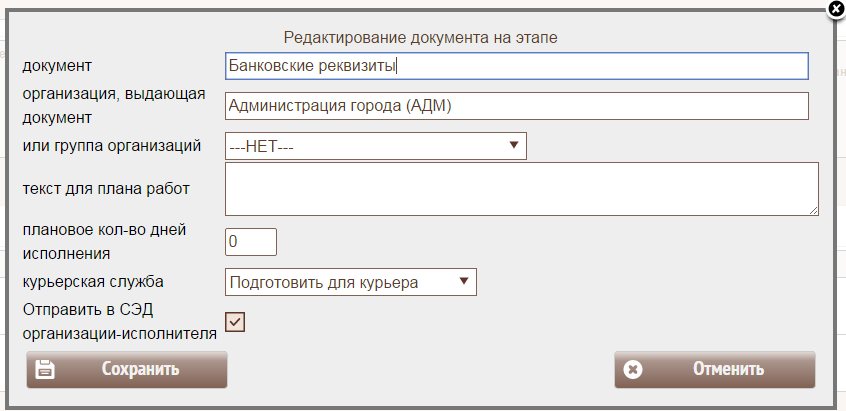 Редактирование документа на этапе
документ
Банковские реквизиты
организация, выдающая
документ
Администрация города (АДМ)
или группа организаций
---НЕТ---
текст для плана работ
плановое кол-во дней
исполнения
0
курьерская служба
Подготовить для курьера
Отправить в СЭД
организации-исполнителя
Сохранить
Отменить